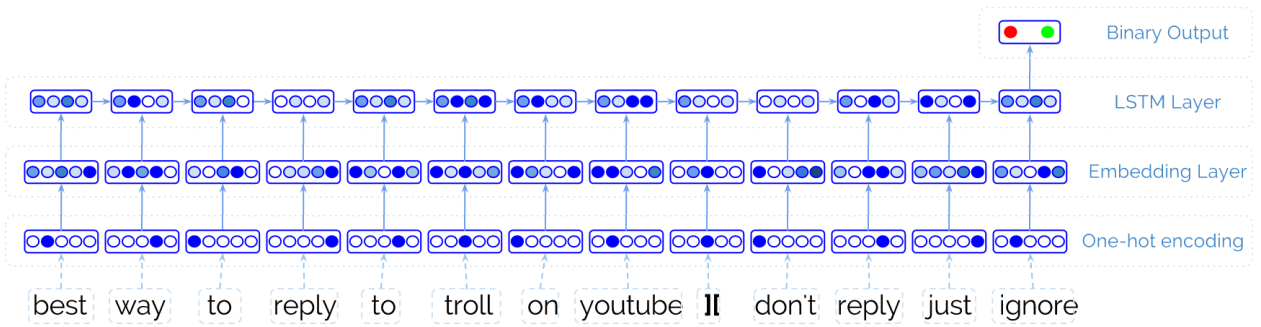 Binary Output
LSTM Layer
Embedding Layer
One-hot encoding
best way to reply to troll on youtube ][ don't reply just ignore